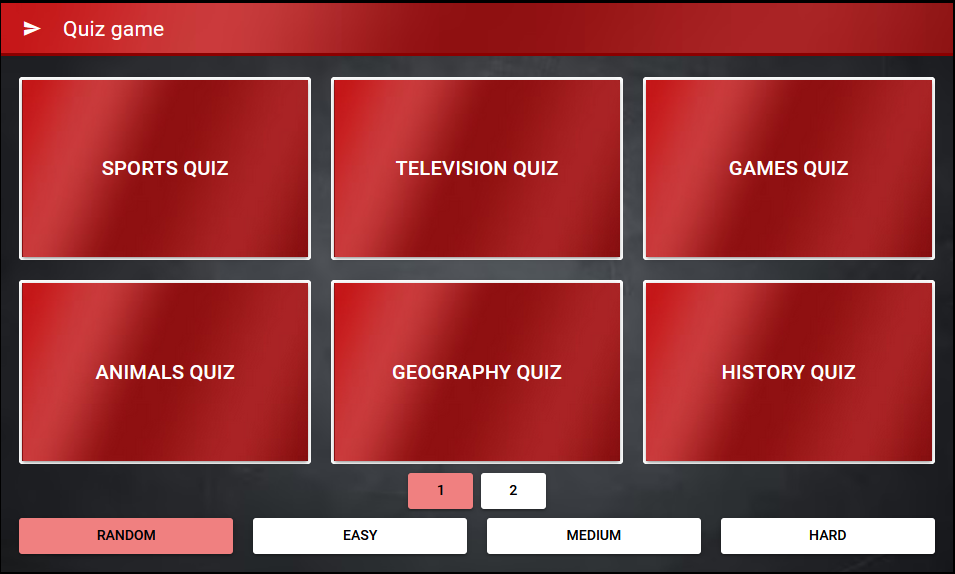 Quiz game
SPORTS QUIZ
TELEVISION QUIZ
GAMES QUIZ
ANIMALS QUIZ
GEOGRAPHY QUIZ
HISTORY QUIZ
1
2
RANDOM
EASY
MEDIUM
HARD